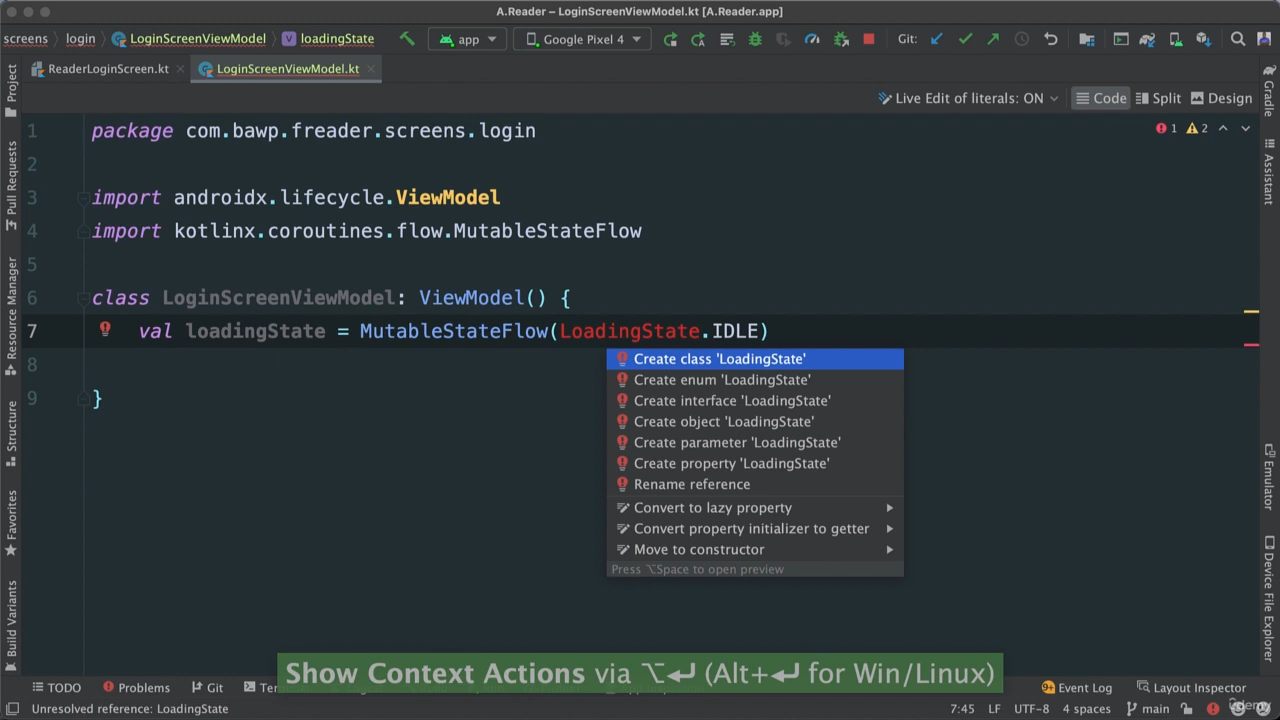 A.Reader – LoginScreenViewModel.kt [A.Reader.app]
screens login LoginScreenViewModel loadingState app Google Pixel 4 Git:
ReaderLoginScreen.kt LoginScreenViewModel.kt
Live Edit of literals: ON Code Split Design
1 package com.bawp.freader.screens.login
1 2
2
3 import androidx.lifecycle.ViewModel
4 import kotlinx.coroutines.flow.MutableStateFlow
5
6 class LoginScreenViewModel: ViewModel() {
7 val loadingState = MutableStateFlow(LoadingState.IDLE)
8
9 }
Create class 'LoadingState'
Create enum 'LoadingState'
Create interface 'LoadingState'
Create object 'LoadingState'
Create parameter 'LoadingState'
Create property 'LoadingState'
Rename reference
Convert to lazy property
Convert property initializer to getter
Move to constructor
Press ⌥Space to open preview
Project
Pull Requests
Resource Manager
Structure
Favorites
Build Variants
Gradle
Assistant
Emulator
Device File Explorer
Show Context Actions via ⌥↵ (Alt+↵ for Win/Linux)
TODO Problems Git Event Log Layout Inspector
Unresolved reference: LoadingState 7:45 LF UTF-8 4 spaces main
udemy